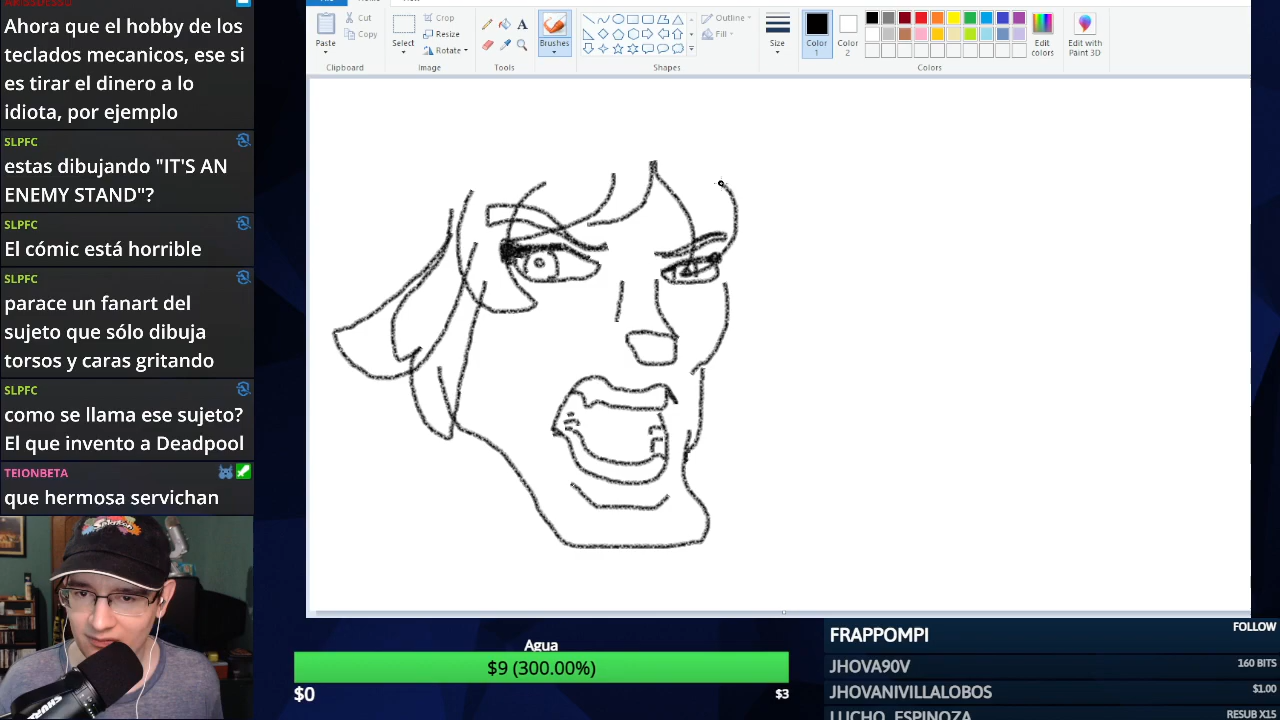 Ahora que el hobby de los
teclados mecánicos, ese si
es tirar el dinero a lo
idiota, por ejemplo
SLPFC
estas dibujando "IT'S AN
ENEMY STAND"?
SLPFC
El cómic está horrible
SLPFC
parace un fanart del
sujeto que sólo dibuja
torsos y caras gritando
SLPFC
como se llama ese sujeto?
El que invento a Deadpool
TEIONBETA
que hermosa servichan
Paste
Cut
Copy
Clipboard
Select
Crop
Resize
Rotate
Image
Tools
Brushes
Shapes
Outline
Fill
Size
Color
1
Color
2
Colors
Edit
colors
Edit with
Paint 3D
Agua
$9 (300.00%)
$0
$3
FRAPPOMPI FOLLOW
JHOVA90V 160 BITS
JHOVANIVILLALOBOS $1.00
LUCHO_ESPINOZA RESUB X15